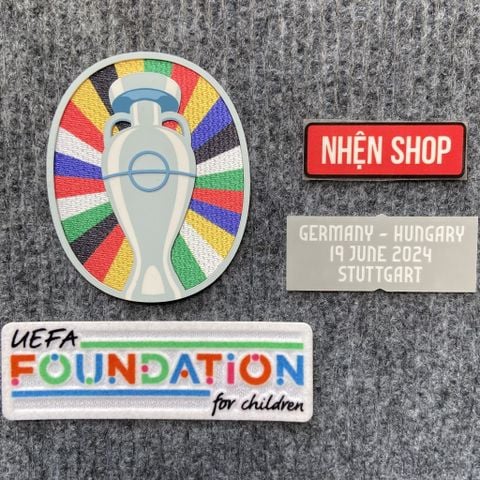 NHỆN SHOP
GERMANY - HUNGARY
19 JUNE 2024
STUTTGART
UEFA
FOUNDATION
for children